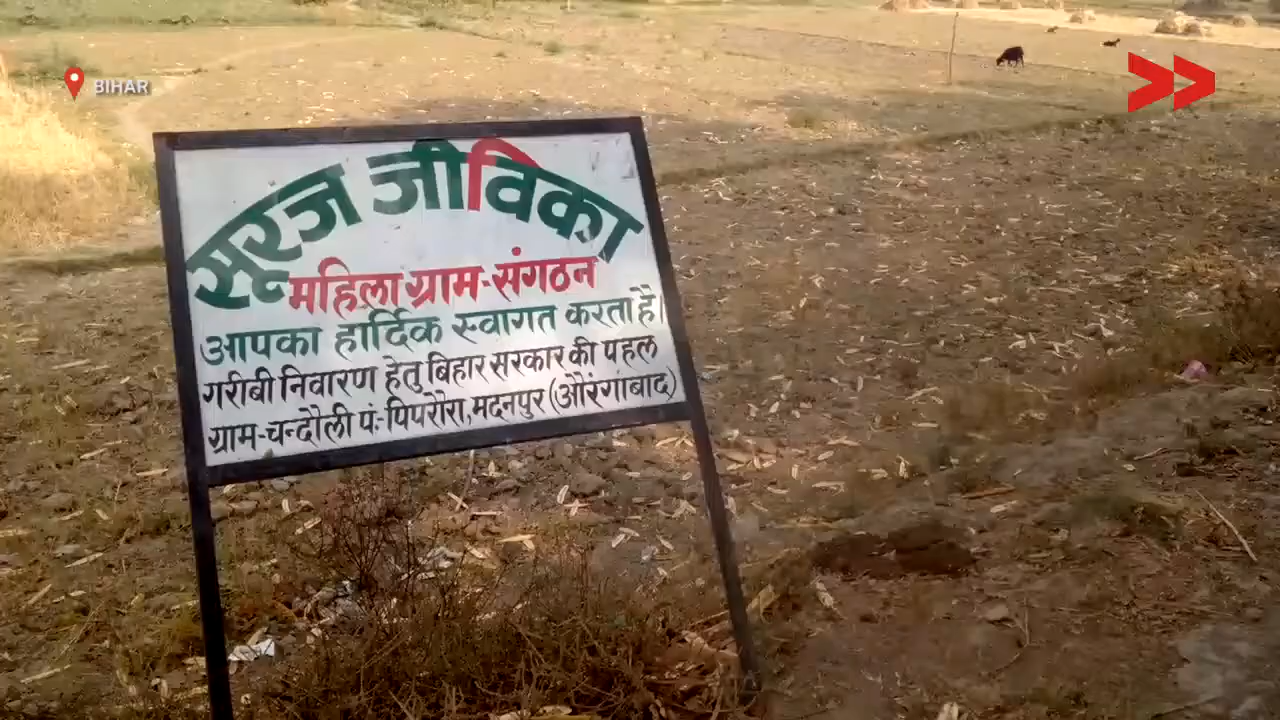 BIHAR
सूरज जीविका
महिला ग्राम-संगठन
आपका हार्दिक स्वागत करता है।
गरीबी निवारण हेतु बिहार सरकार की पहल
ग्राम-चन्दौली पं:-पिपरौरा,मदनपुर (औरंगाबाद)